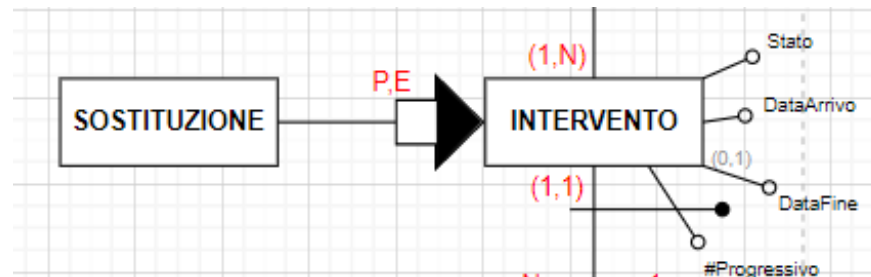 Stato
(1,N)
P,E
DataArrivo
SOSTITUZIONE
INTERVENTO
(0,1)
(1,1)
DataFine
#Progressivo